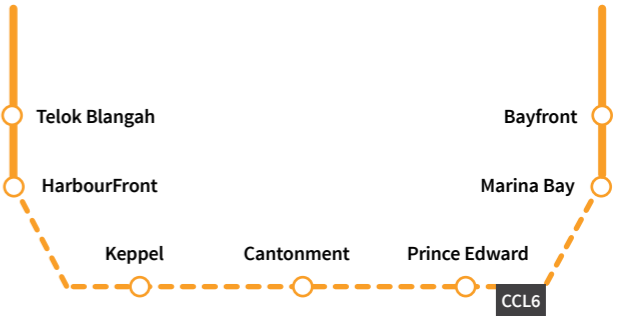 Telok Blangah
Bayfront
HarbourFront
Marina Bay
Keppel
Cantonment
Prince Edward
CCL6